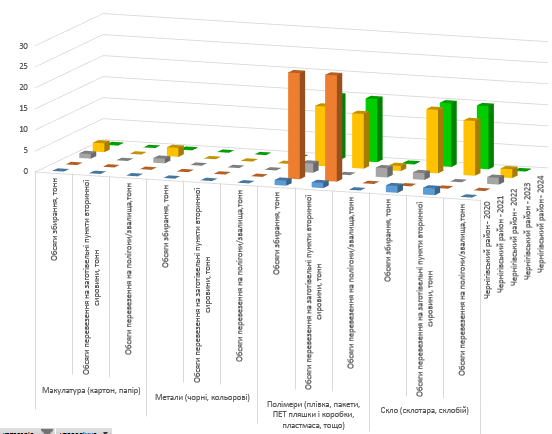 30
25
20
15
10
5
0
Обсяги збирання, тонн
Обсяги перевезення на заготівельні пункти вторинної
сировини, тонн
Обсяги перевезення на полігони/звалища,тонн
Обсяги збирання, тонн
Обсяги перевезення на заготівельні пункти вторинної
сировини, тонн
Обсяги перевезення на полігони/звалища,тонн
Обсяги збирання, тонн
Обсяги перевезення на заготівельні пункти вторинної
сировини, тонн
Обсяги перевезення на полігони/звалища,тонн
Обсяги збирання, тонн
Обсяги перевезення на заготівельні пункти вторинної
сировини, тонн
Обсяги перевезення на полігони/звалища,тонн
Чернігівський район - 2020
Чернігівський район -2021
Чернігівський район- 2022
Чернігівський район -2023
Чернігівський район- 2024
Макулатура (картон, папір)
Метали (чорні, кольорові)
Полімери (плівка, пакети,
ПЕТ пляшки і коробки,
пластмаса, тощо)
Скло (склотара, склобій)